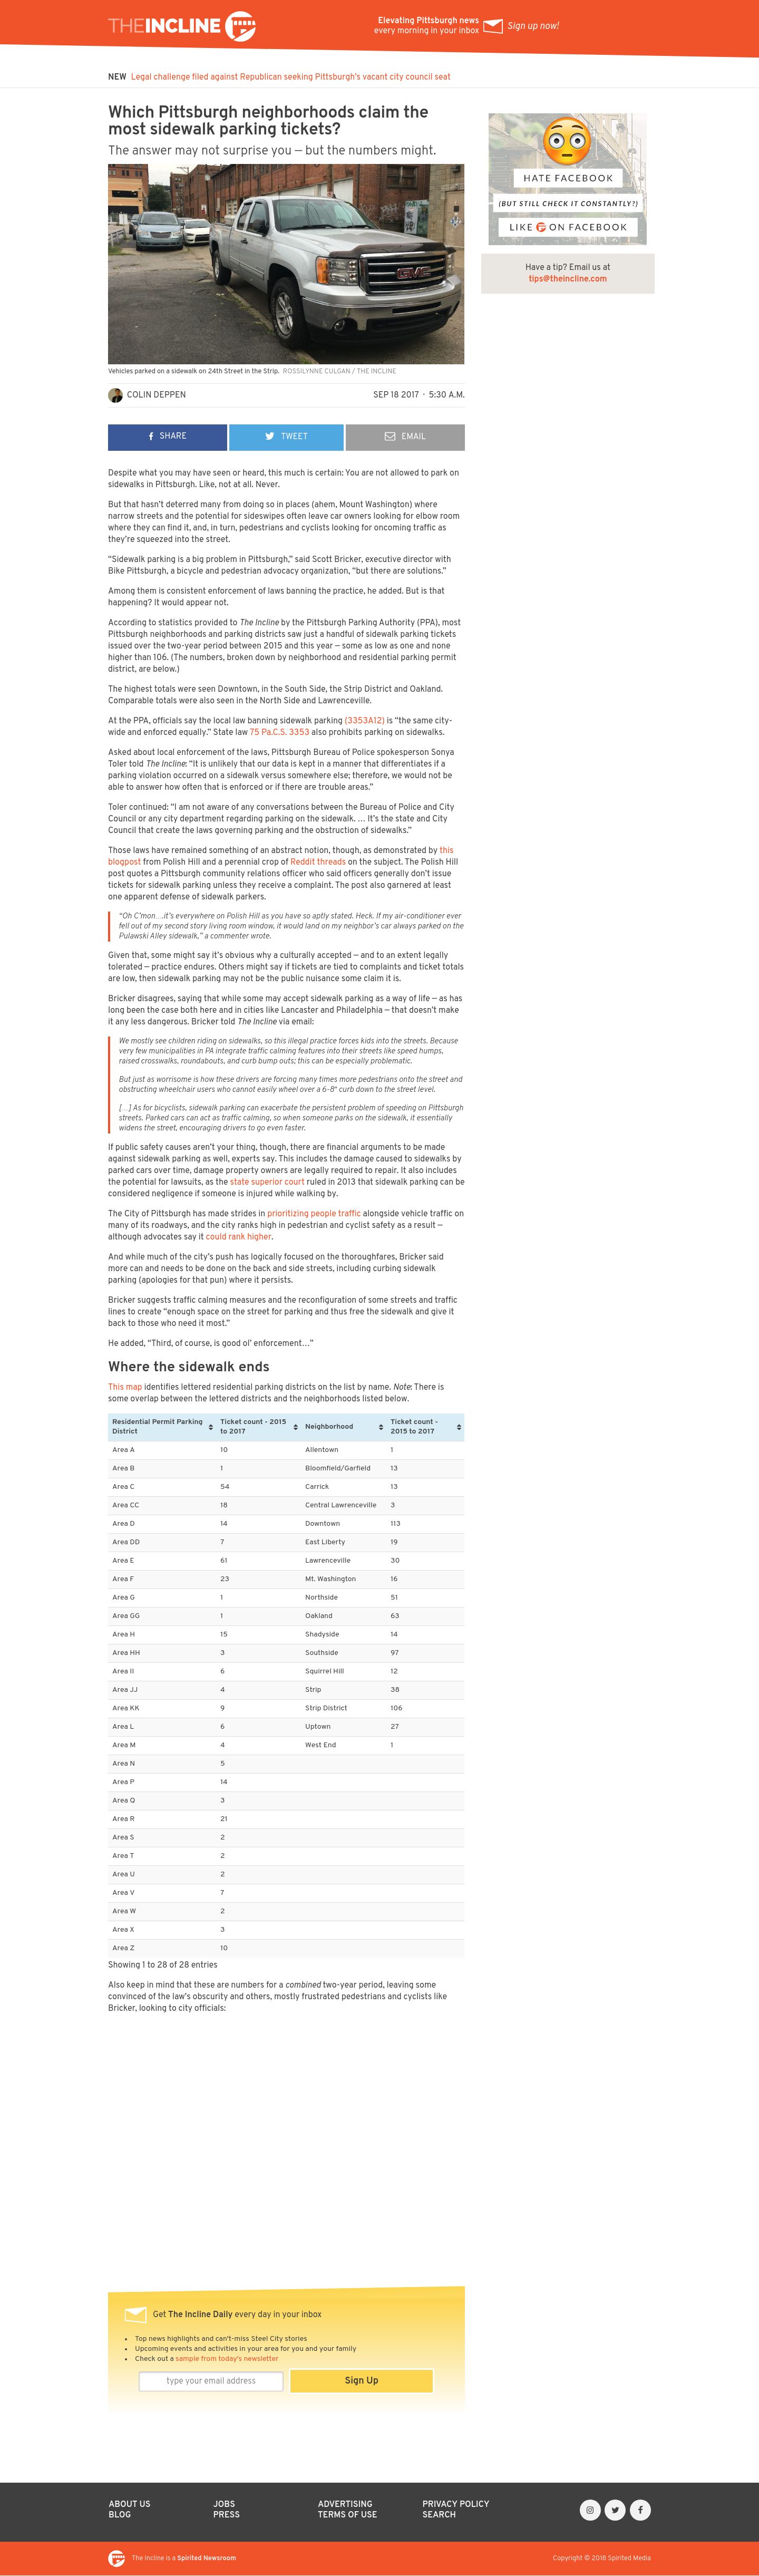 THEINCLINE
Elevating Pittsburgh news
every morning in your inbox
Sign up now!
NEW Legal challenge filed against Republican seeking Pittsburgh's vacant city council seat
Which Pittsburgh neighborhoods claim the
most sidewalk parking tickets?
The answer may not surprise you — but the numbers might.
GMC
Vehicles parked on a sidewalk on 24th Street in the Strip. ROSSILYNNE CULGAN / THE INCLINE
COLIN DEPPEN
SEP 18 2017 · 5:30 A.M.
SHARE
TWEET
EMAIL
HATE FACEBOOK
(BUT STILL CHECK IT CONSTANTLY?)
LIKE ON FACEBOOK
Have a tip? Email us at
tips@theincline.com
Despite what you may have seen or heard, this much is certain: You are not allowed to park on
sidewalks in Pittsburgh. Like, not at all. Never.
But that hasn't deterred many from doing so in places (ahem, Mount Washington) where
narrow streets and the potential for sideswipes often leave car owners looking for elbow room
where they can find it, and, in turn, pedestrians and cyclists looking for oncoming traffic as
they're squeezed into the street.
“Sidewalk parking is a big problem in Pittsburgh,” said Scott Bricker, executive director with
Bike Pittsburgh, a bicycle and pedestrian advocacy organization, “but there are solutions.”
Among them is consistent enforcement of laws banning the practice, he added. But is that
happening? It would appear not.
According to statistics provided to The Incline by the Pittsburgh Parking Authority (PPA), most
Pittsburgh neighborhoods and parking districts saw just a handful of sidewalk parking tickets
issued over the two-year period between 2015 and this year — some as low as one and none
higher than 106. (The numbers, broken down by neighborhood and residential parking permit
district, are below.)
The highest totals were seen Downtown, in the South Side, the Strip District and Oakland.
Comparable totals were also seen in the North Side and Lawrenceville.
At the PPA, officials say the local law banning sidewalk parking (3353A12) is “the same city-
wide and enforced equally.” State law 75 Pa.C.S. 3353 also prohibits parking on sidewalks.
Asked about local enforcement of the laws, Pittsburgh Bureau of Police spokesperson Sonya
Toler told The Incline: “It is unlikely that our data is kept in a manner that differentiates if a
parking violation occurred on a sidewalk versus somewhere else; therefore, we would not be
able to answer how often that is enforced or if there are trouble areas.”
Toler continued: “I am not aware of any conversations between the Bureau of Police and City
Council or any city department regarding parking on the sidewalk. … It's the state and City
Council that create the laws governing parking and the obstruction of sidewalks.”
Those laws have remained something of an abstract notion, though, as demonstrated by this
blogpost from Polish Hill and a perennial crop of Reddit threads on the subject. The Polish Hill
post quotes a Pittsburgh community relations officer who said officers generally don't issue
tickets for sidewalk parking unless they receive a complaint. The post also garnered at least
one apparent defense of sidewalk parkers.
“Oh C'mon….it's everywhere on Polish Hill as you have so aptly stated. Heck. If my air-conditioner ever
fell out of my second story living room window, it would land on my neighbor's car always parked on the
Pulawski Alley sidewalk,” a commenter wrote.
Given that, some might say it's obvious why a culturally accepted — and to an extent legally
tolerated — practice endures. Others might say if tickets are tied to complaints and ticket totals
are low, then sidewalk parking may not be the public nuisance some claim it is.
Bricker disagrees, saying that while some may accept sidewalk parking as a way of life — as has
long been the case both here and in cities like Lancaster and Philadelphia — that doesn't make
it any less dangerous. Bricker told The Incline via email:
We mostly see children riding on sidewalks, so this illegal practice forces kids into the streets. Because
very few municipalities in PA integrate traffic calming features into their streets like speed humps,
raised crosswalks, roundabouts, and curb bump outs; this can be especially problematic.
But just as worrisome is how these drivers are forcing many times more pedestrians onto the street and
obstructing wheelchair users who cannot easily wheel over a 6-8" curb down to the street level.
[…] As for bicyclists, sidewalk parking can exacerbate the persistent problem of speeding on Pittsburgh
streets. Parked cars can act as traffic calming, so when someone parks on the sidewalk, it essentially
widens the street, encouraging drivers to go even faster.
If public safety causes aren't your thing, though, there are financial arguments to be made
against sidewalk parking as well, experts say. This includes the damage caused to sidewalks by
parked cars over time, damage property owners are legally required to repair. It also includes
the potential for lawsuits, as the state superior court ruled in 2013 that sidewalk parking can be
considered negligence if someone is injured while walking by.
The City of Pittsburgh has made strides in prioritizing people traffic alongside vehicle traffic on
many of its roadways, and the city ranks high in pedestrian and cyclist safety as a result —
although advocates say it could rank higher.
And while much of the city's push has logically focused on the thoroughfares, Bricker said
more can and needs to be done on the back and side streets, including curbing sidewalk
parking (apologies for that pun) where it persists.
Bricker suggests traffic calming measures and the reconfiguration of some streets and traffic
lines to create “enough space on the street for parking and thus free the sidewalk and give it
back to those who need it most.”
He added, “Third, of course, is good ol' enforcement…”
Where the sidewalk ends
This map identifies lettered residential parking districts on the list by name. Note: There is
some overlap between the lettered districts and the neighborhoods listed below.
Residential Permit Parking District Ticket count - 2015 to 2017 Neighborhood Ticket count - 2015 to 2017
Area A 10 Allentown 1
Area B 1 Bloomfield/Garfield 13
Area C 54 Carrick 13
Area CC 18 Central Lawrenceville 3
Area D 14 Downtown 113
Area DD 7 East Liberty 19
Area E 61 Lawrenceville 30
Area F 23 Mt. Washington 16
Area G 1 Northside 51
Area GG 1 Oakland 63
Area H 15 Shadyside 14
Area HH 3 Southside 97
Area II 6 Squirrel Hill 12
Area JJ 4 Strip 38
Area KK 9 Strip District 106
Area L 6 Uptown 27
Area M 4 West End 1
Area N 5
Area P 14
Area Q 3
Area R 21
Area S 2
Area T 2
Area U 2
Area V 7
Area W 2
Area X 3
Area Z 10
Showing 1 to 28 of 28 entries
Also keep in mind that these are numbers for a combined two-year period, leaving some
convinced of the law's obscurity and others, mostly frustrated pedestrians and cyclists like
Bricker, looking to city officials:
Get The Incline Daily every day in your inbox
• Top news highlights and can't-miss Steel City stories
• Upcoming events and activities in your area for you and your family
• Check out a sample from today's newsletter
type your email address
Sign Up
ABOUT US JOBS ADVERTISING PRIVACY POLICY
BLOG PRESS TERMS OF USE SEARCH
The Incline is a Spirited Newsroom
Copyright © 2018 Spirited Media